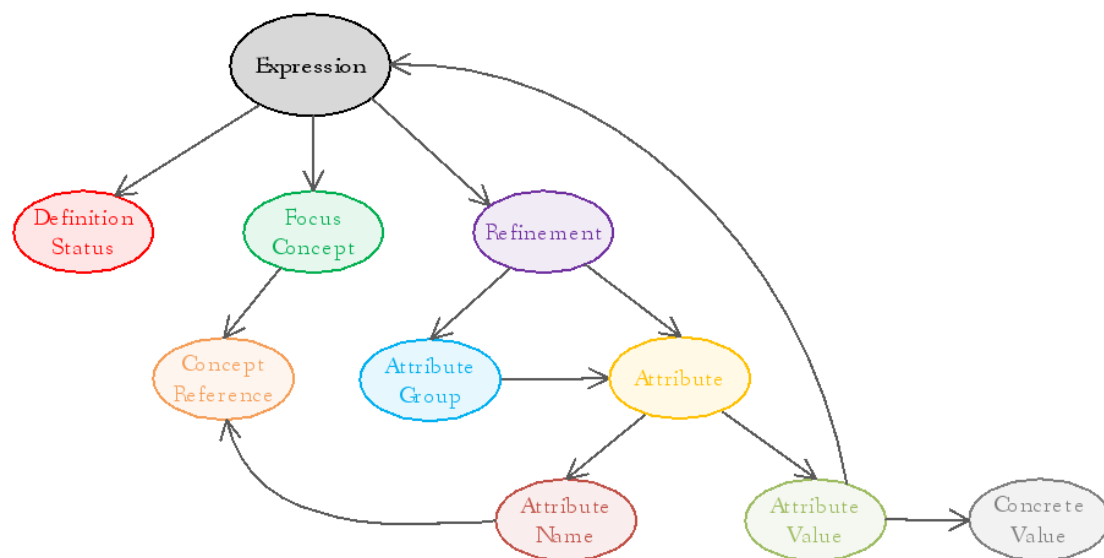 Expression
Definition
Status
Focus
Concept
Refinement
Concept
Reference
Attribute
Group
Attribute
Attribute
Name
Attribute
Value
Concrete
Value